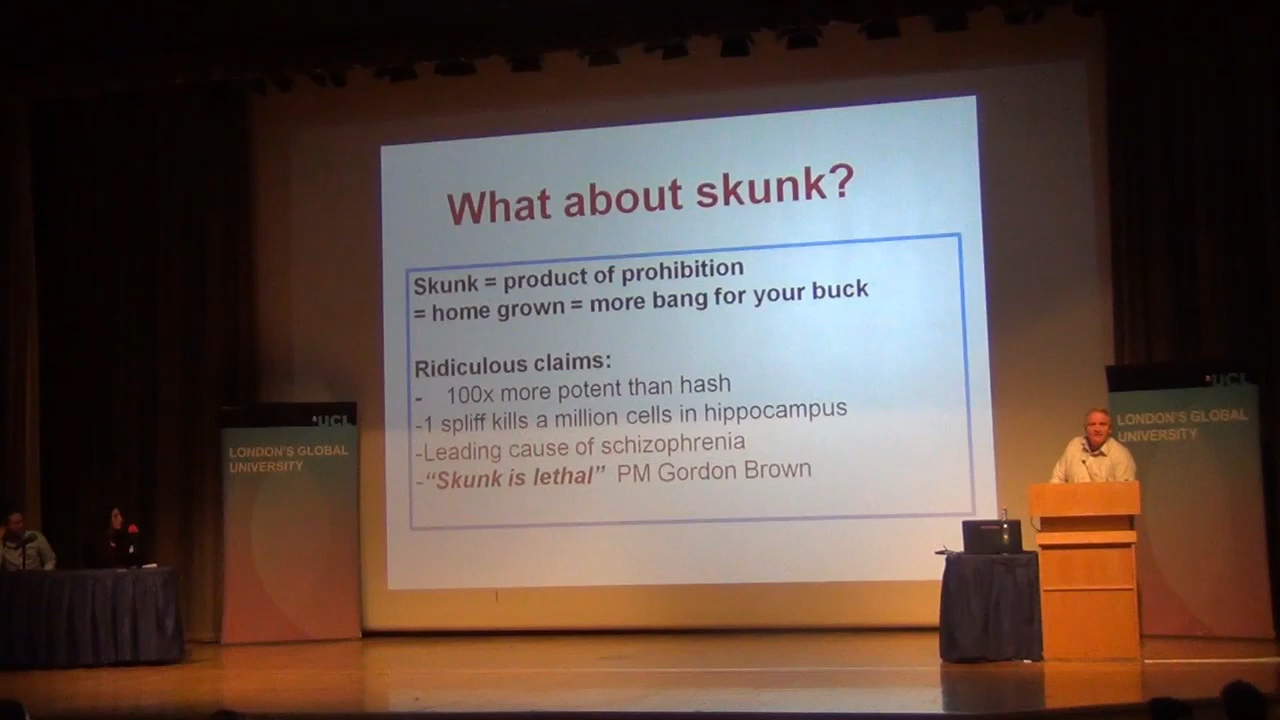 What about skunk?
Skunk = product of prohibition
= home grown = more bang for your buck
Ridiculous claims:
- 100x more potent than hash
-1 spliff kills a million cells in hippocampus
-Leading cause of schizophrenia
-“Skunk is lethal” PM Gordon Brown
UCL
LONDON'S GLOBAL
UNIVERSITY
UCL
LONDON'S GLOBAL
UNIVERSITY